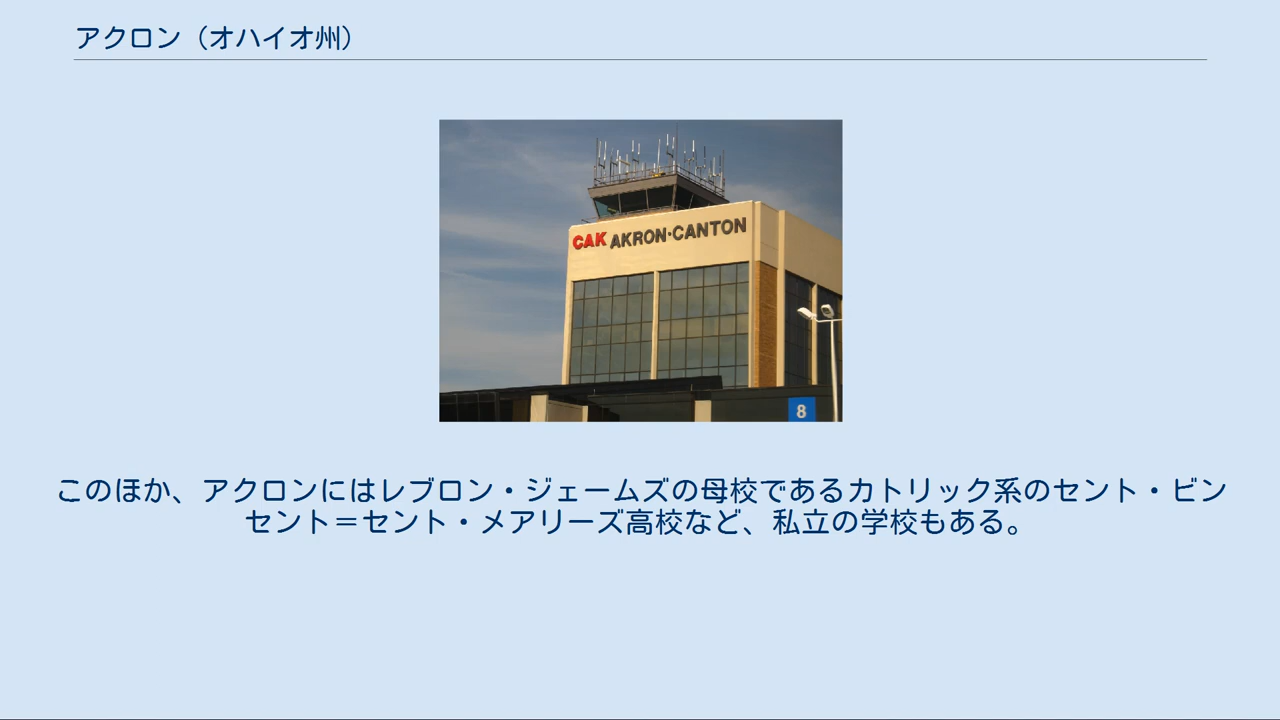 アクロン（オハイオ州）
CAK AKRON·CANTON
8
このほか、アクロンにはレブロン・ジェームズの母校であるカトリック系のセント・ビン
セント＝セント・メアリーズ高校など、私立の学校もある。